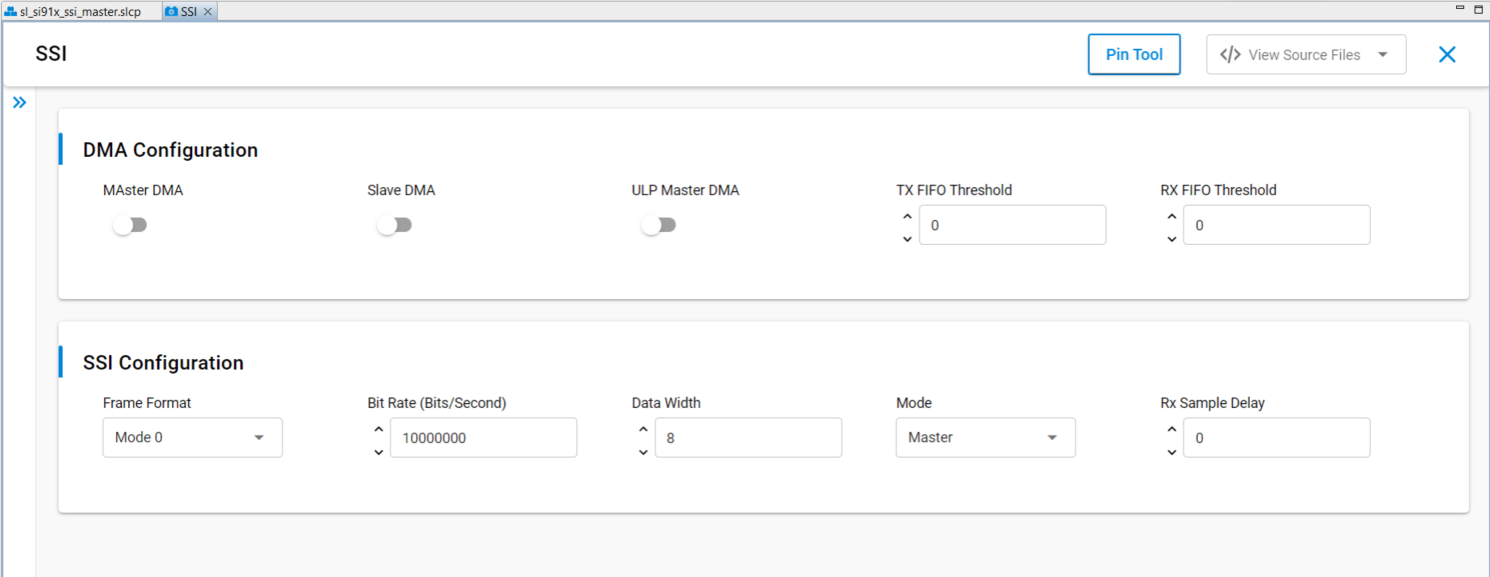 sl_si91x_ssi_master.slcp SSI
SSI
Pin Tool
</> View Source Files
DMA Configuration
MAster DMA Slave DMA ULP Master DMA TX FIFO Threshold RX FIFO Threshold
0 0
SSI Configuration
Frame Format Bit Rate (Bits/Second) Data Width Mode Rx Sample Delay
Mode 0 10000000 8 Master 0